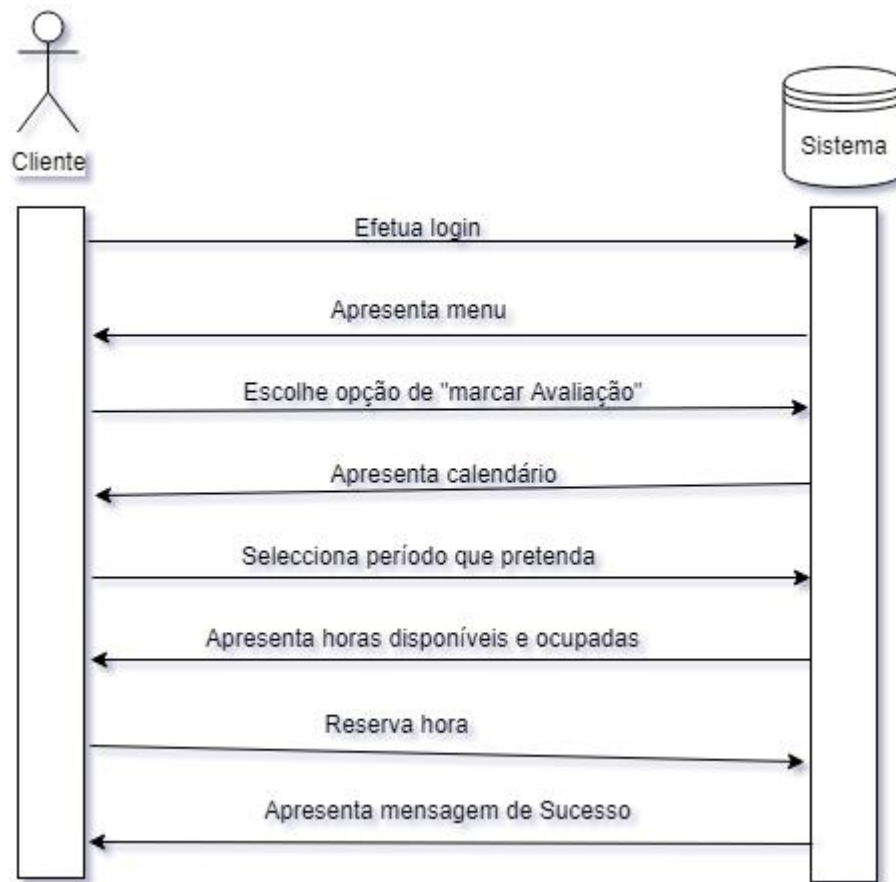 Cliente
Sistema
Efetua login
Apresenta menu
Escolhe opção de "marcar Avaliação"
Apresenta calendário
Selecciona período que pretenda
Apresenta horas disponíveis e ocupadas
Reserva hora
Apresenta mensagem de Sucesso